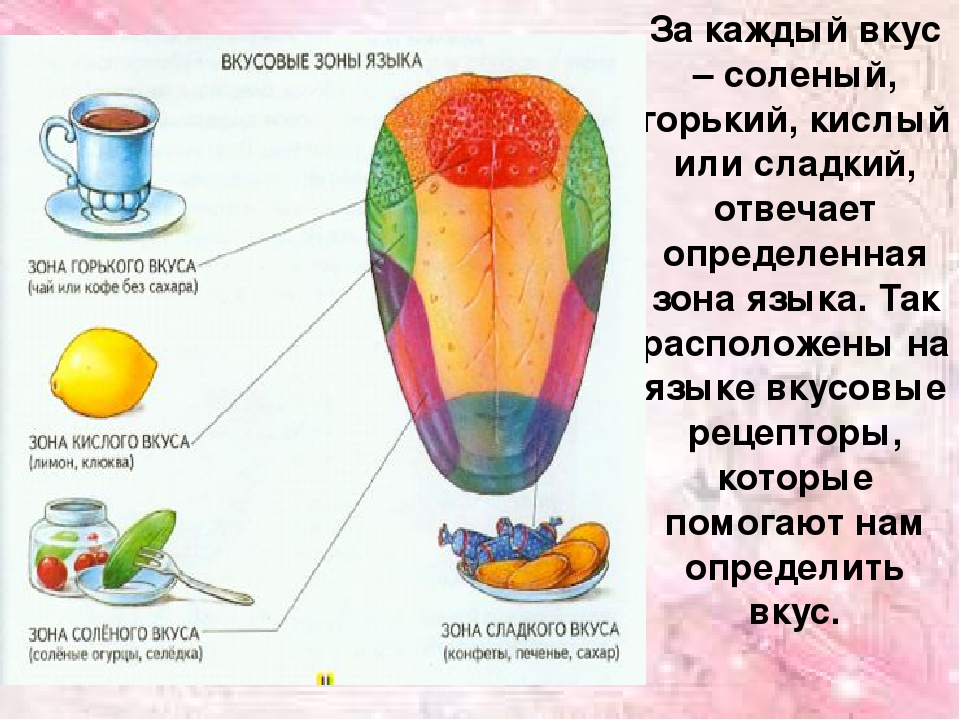 ВКУСОВЫЕ ЗОНЫ ЯЗЫКА
ЗОНА ГОРЬКОГО ВКУСА
(чай или кофе без сахара)
ЗОНА КИСЛОГО ВКУСА
(лимон, клюква)
ЗОНА СОЛЁНОГО ВКУСА
(солёные огурцы, селёдка)
ЗОНА СЛАДКОГО ВКУСА
(конфеты, печенье, сахар)
За каждый вкус
– соленый,
горький, кислый
или сладкий,
отвечает
определенная
зона языка. Так
расположены на
языке вкусовые
рецепторы,
которые
помогают нам
определить
вкус.